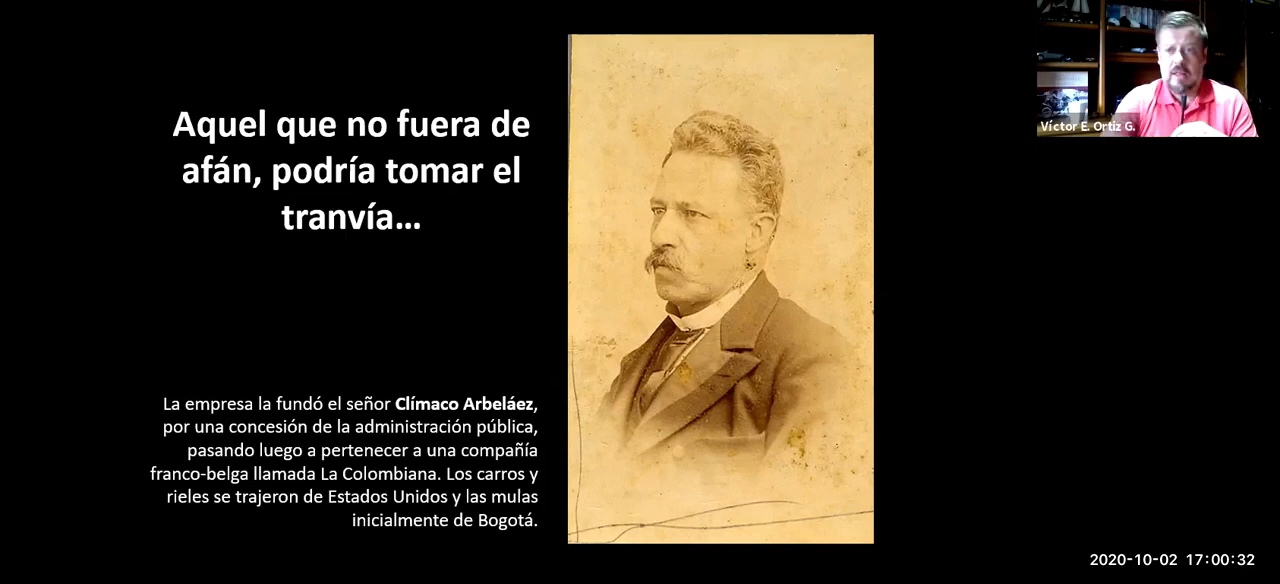 Aquel que no fuera de
afán, podría tomar el
tranvía...
La empresa la fundó el señor Clímaco Arbeláez,
por una concesión de la administración pública,
pasando luego a pertenecer a una compañía
franco-belga llamada La Colombiana. Los carros y
rieles se trajeron de Estados Unidos y las mulas
inicialmente de Bogotá.
Víctor E. Ortiz G.
2020-10-02 17:00:32